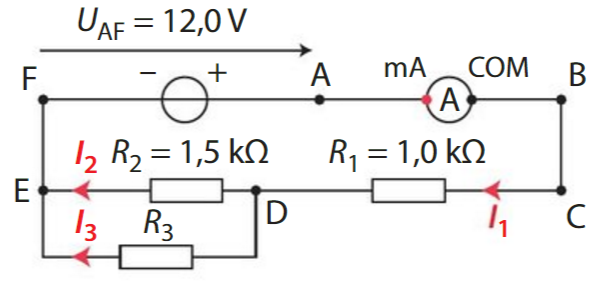 U_AF = 12,0 V
F − + A mA COM B
A
I₂ R₂ = 1,5 kΩ R₁ = 1,0 kΩ
E D I₁ C
I₃ R₃